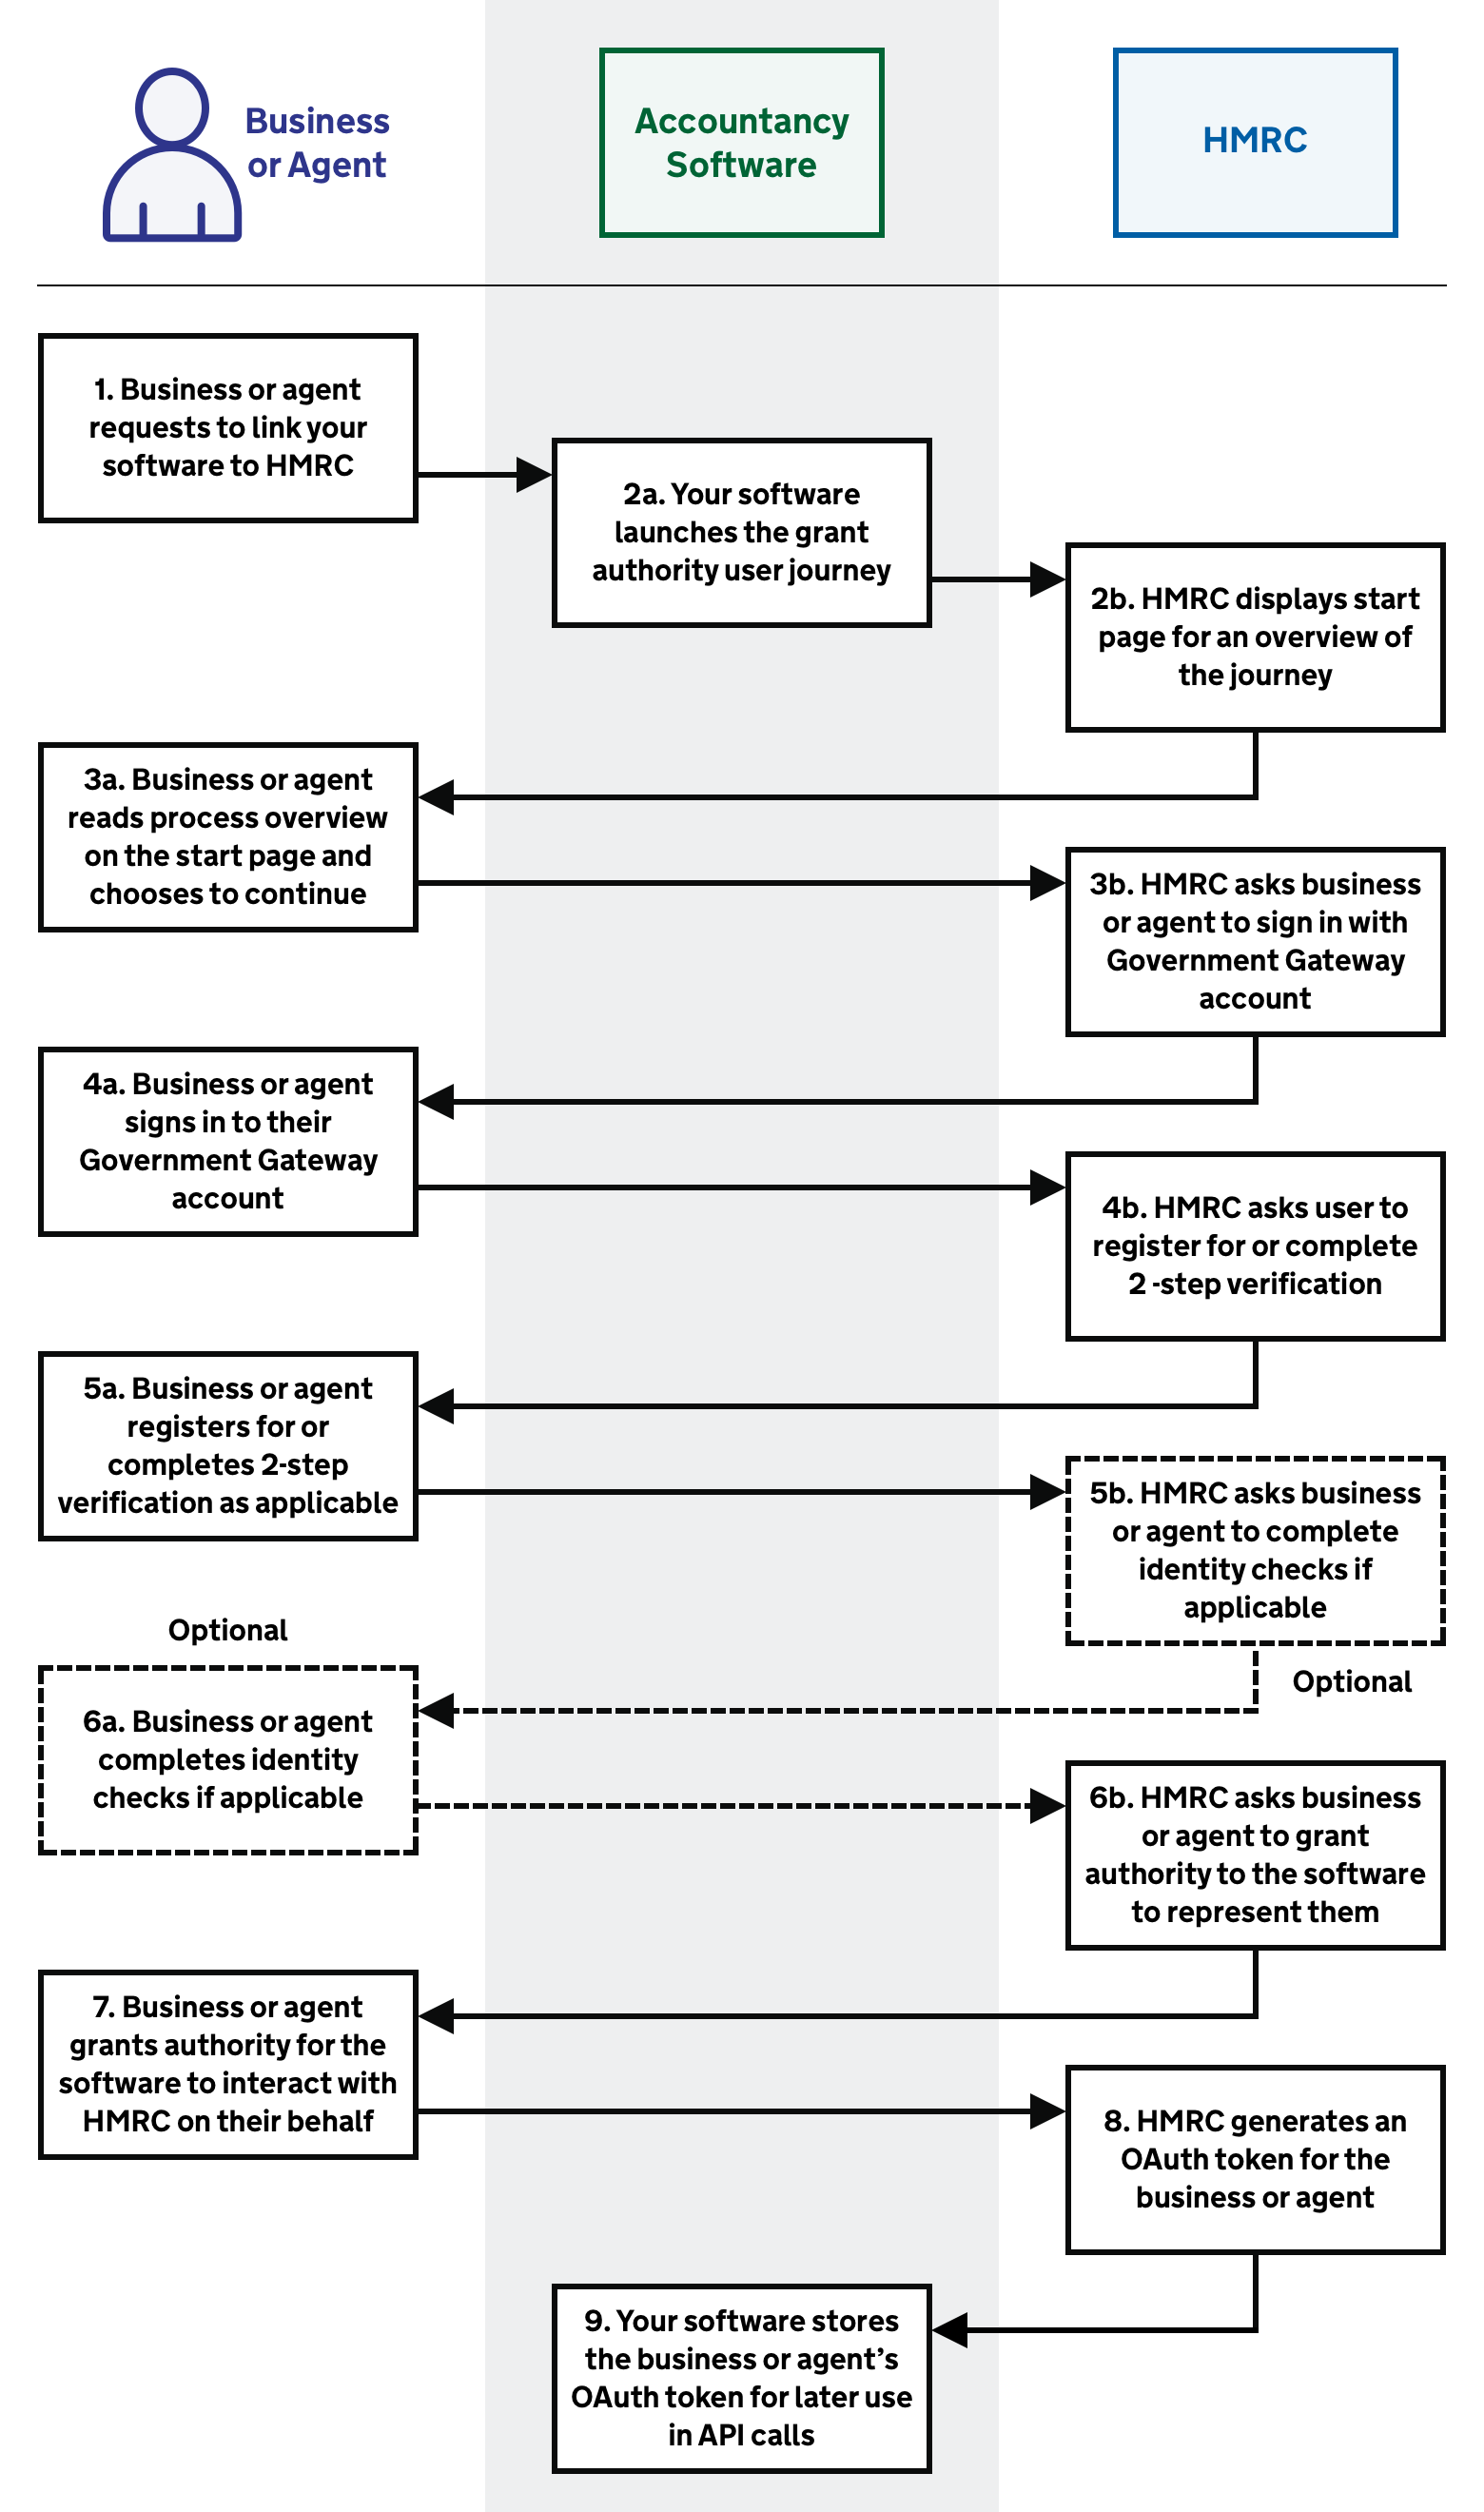 Business
or Agent
Accountancy
Software
HMRC
1. Business or agent
requests to link your
software to HMRC
2a. Your software
launches the grant
authority user journey
2b. HMRC displays start
page for an overview of
the journey
3a. Business or agent
reads process overview
on the start page and
chooses to continue
3b. HMRC asks business
or agent to sign in with
Government Gateway
account
4a. Business or agent
signs in to their
Government Gateway
account
4b. HMRC asks user to
register for or complete
2 -step verification
5a. Business or agent
registers for or
completes 2-step
verification as applicable
5b. HMRC asks business
or agent to complete
identity checks if
applicable
Optional
Optional
6a. Business or agent
completes identity
checks if applicable
6b. HMRC asks business
or agent to grant
authority to the software
to represent them
7. Business or agent
grants authority for the
software to interact with
HMRC on their behalf
8. HMRC generates an
OAuth token for the
business or agent
9. Your software stores
the business or agent’s
OAuth token for later use
in API calls